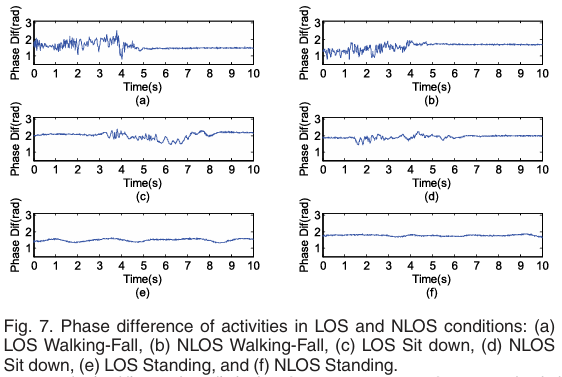 Phase Dif(rad)
3
2
1
0 1 2 3 4 5 6 7 8 9 10
Time(s)
(a)
Phase Dif(rad)
3
2
1
0 1 2 3 4 5 6 7 8 9 10
Time(s)
(b)
Phase Dif(rad)
3
2
1
0 1 2 3 4 5 6 7 8 9 10
Time(s)
(c)
Phase Dif(rad)
3
2
1
0 1 2 3 4 5 6 7 8 9 10
Time(s)
(d)
Phase Dif(rad)
3
2
1
0 1 2 3 4 5 6 7 8 9 10
Time(s)
(e)
Phase Dif(rad)
3
2
1
0 1 2 3 4 5 6 7 8 9 10
Time(s)
(f)
Fig. 7. Phase difference of activities in LOS and NLOS conditions: (a)
LOS Walking-Fall, (b) NLOS Walking-Fall, (c) LOS Sit down, (d) NLOS
Sit down, (e) LOS Standing, and (f) NLOS Standing.